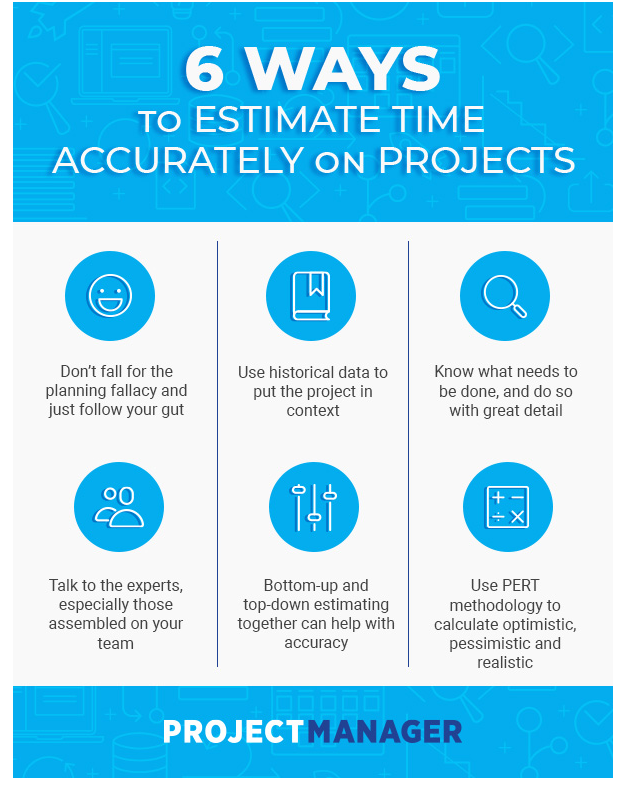 6 WAYS
TO ESTIMATE TIME
ACCURATELY ON PROJECTS
Don’t fall for the
planning fallacy and
just follow your gut
Use historical data to
put the project in
context
Know what needs to
be done, and do so
with great detail
Talk to the experts,
especially those
assembled on your
team
Bottom-up and
top-down estimating
together can help with
accuracy
Use PERT
methodology to
calculate optimistic,
pessimistic and
realistic
PROJECTMANAGER